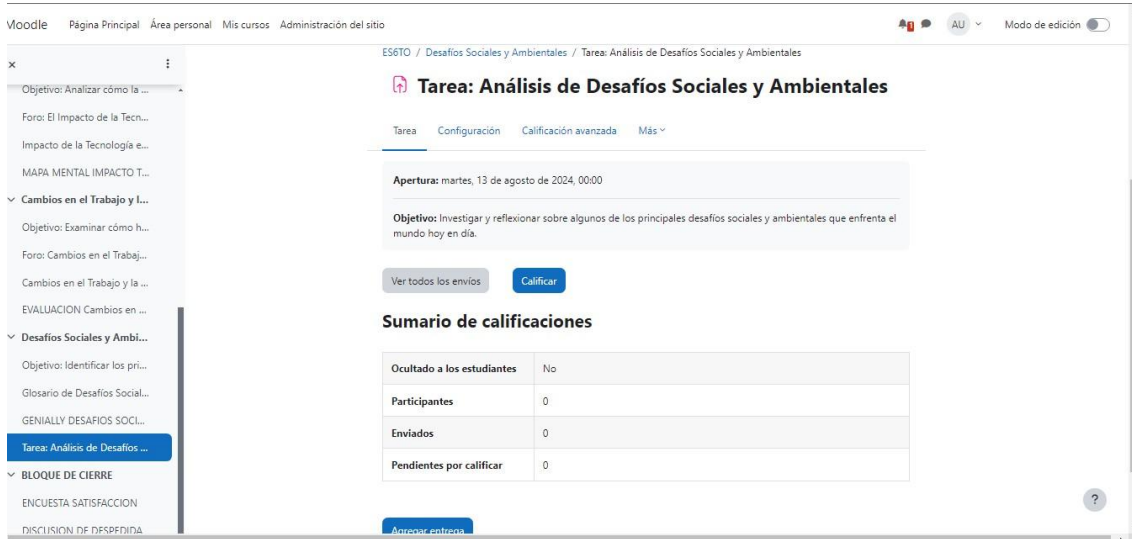 Moodle Página Principal Área personal Mis cursos Administración del sitio AU Modo de edición
Objetivo: Analizar cómo la ...
Foro: El Impacto de la Tecn...
Impacto de la Tecnología e...
MAPA MENTAL IMPACTO T...
Cambios en el Trabajo y l...
Objetivo: Examinar cómo h...
Foro: Cambios en el Trabaj...
Cambios en el Trabajo y la ...
EVALUACION Cambios en ...
Desafíos Sociales y Ambi...
Objetivo: Identificar los pri...
Glosario de Desafíos Social...
GENIALLY DESAFIOS SOCI...
Tarea: Análisis de Desafíos ...
BLOQUE DE CIERRE
ENCUESTA SATISFACCION
DISCUSION DE DESPEDIDA
ES6TO / Desafíos Sociales y Ambientales / Tarea: Análisis de Desafíos Sociales y Ambientales
Tarea: Análisis de Desafíos Sociales y Ambientales
Tarea Configuración Calificación avanzada Más
Apertura: martes, 13 de agosto de 2024, 00:00
Objetivo: Investigar y reflexionar sobre algunos de los principales desafíos sociales y ambientales que enfrenta el
mundo hoy en día.
Ver todos los envíos Calificar
Sumario de calificaciones
Ocultado a los estudiantes No
Participantes 0
Enviados 0
Pendientes por calificar 0
?
Agregar entrega